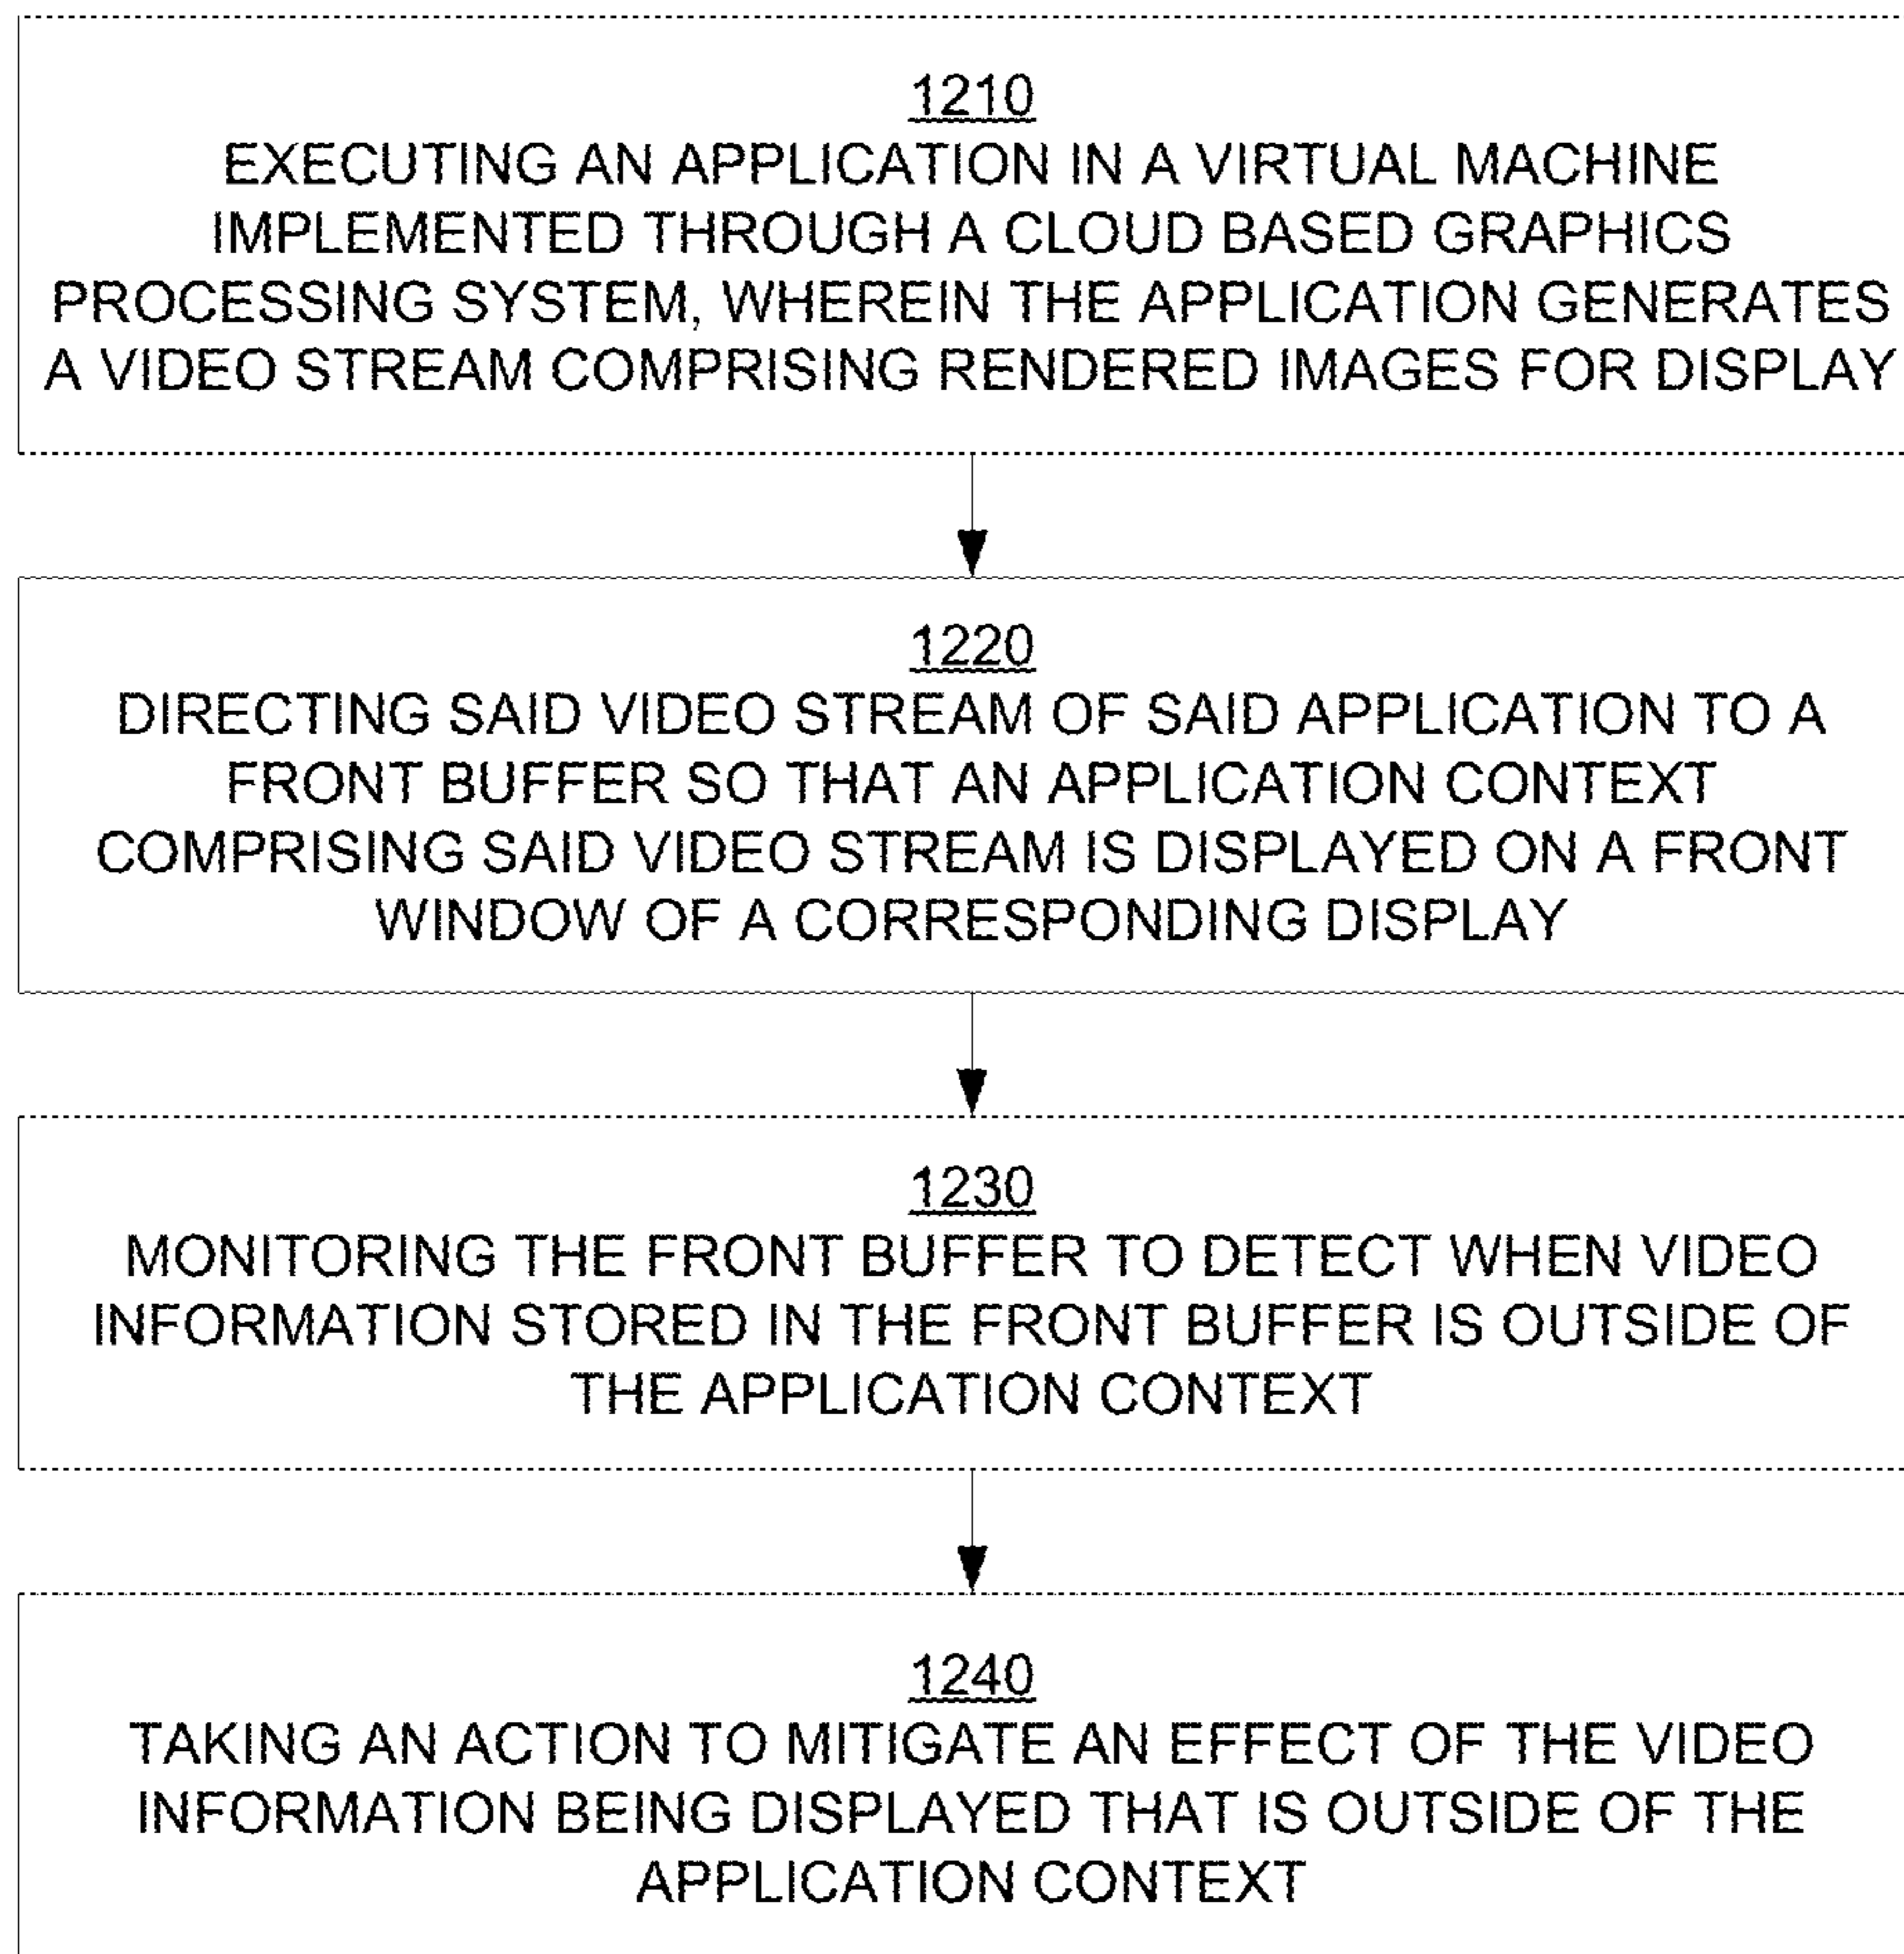 1210
EXECUTING AN APPLICATION IN A VIRTUAL MACHINE
IMPLEMENTED THROUGH A CLOUD BASED GRAPHICS
PROCESSING SYSTEM, WHEREIN THE APPLICATION GENERATES
A VIDEO STREAM COMPRISING RENDERED IMAGES FOR DISPLAY
1220
DIRECTING SAID VIDEO STREAM OF SAID APPLICATION TO A
FRONT BUFFER SO THAT AN APPLICATION CONTEXT
COMPRISING SAID VIDEO STREAM IS DISPLAYED ON A FRONT
WINDOW OF A CORRESPONDING DISPLAY
1230
MONITORING THE FRONT BUFFER TO DETECT WHEN VIDEO
INFORMATION STORED IN THE FRONT BUFFER IS OUTSIDE OF
THE APPLICATION CONTEXT
1240
TAKING AN ACTION TO MITIGATE AN EFFECT OF THE VIDEO
INFORMATION BEING DISPLAYED THAT IS OUTSIDE OF THE
APPLICATION CONTEXT